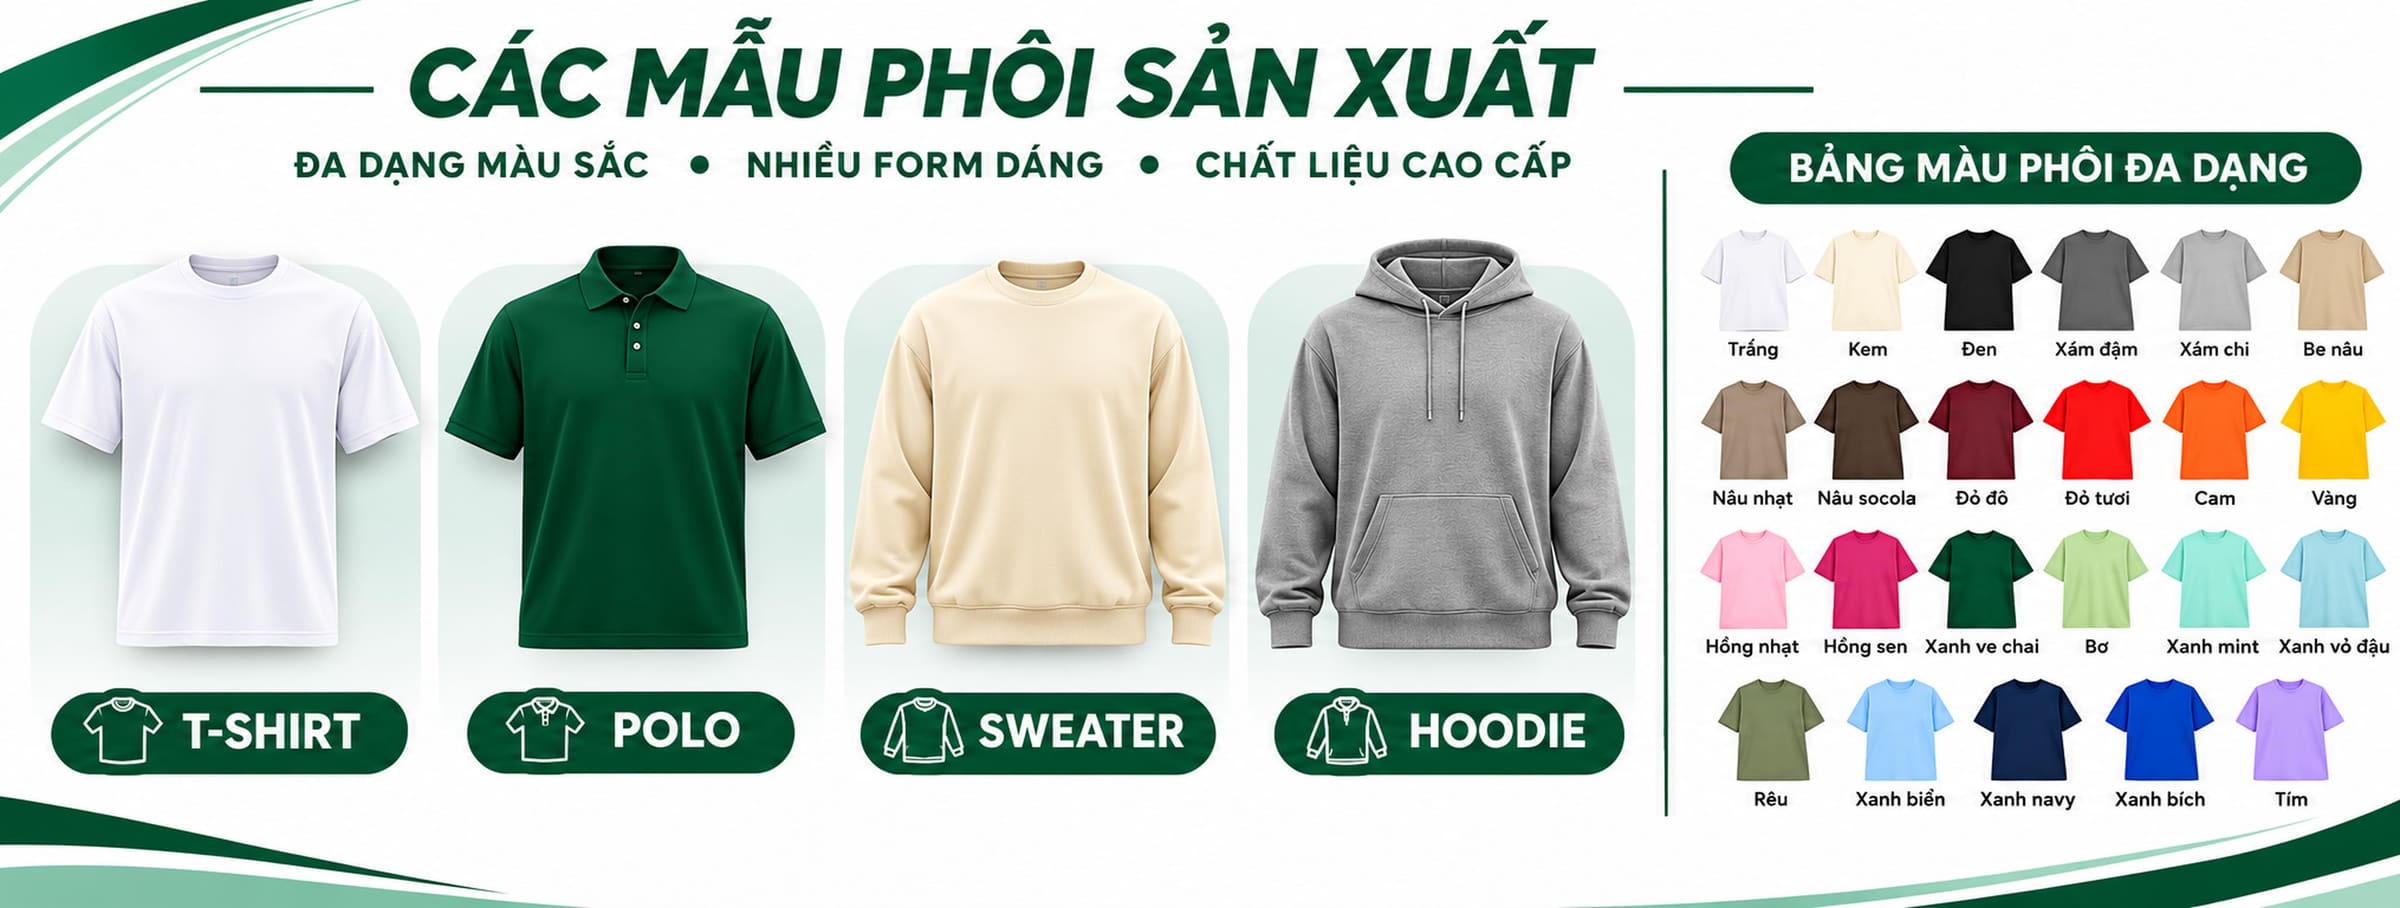 CÁC MẪU PHÔI SẢN XUẤT
ĐA DẠNG MÀU SẮC • NHIỀU FORM DÁNG • CHẤT LIỆU CAO CẤP
T-SHIRT
POLO
SWEATER
HOODIE
BẢNG MÀU PHÔI ĐA DẠNG
Trắng Kem Đen Xám đậm Xám chi Be nâu
Nâu nhạt Nâu socola Đỏ đô Đỏ tươi Cam Vàng
Hồng nhạt Hồng sen Xanh ve chai Bơ Xanh mint Xanh vỏ đậu
Rêu Xanh biển Xanh navy Xanh bích Tím